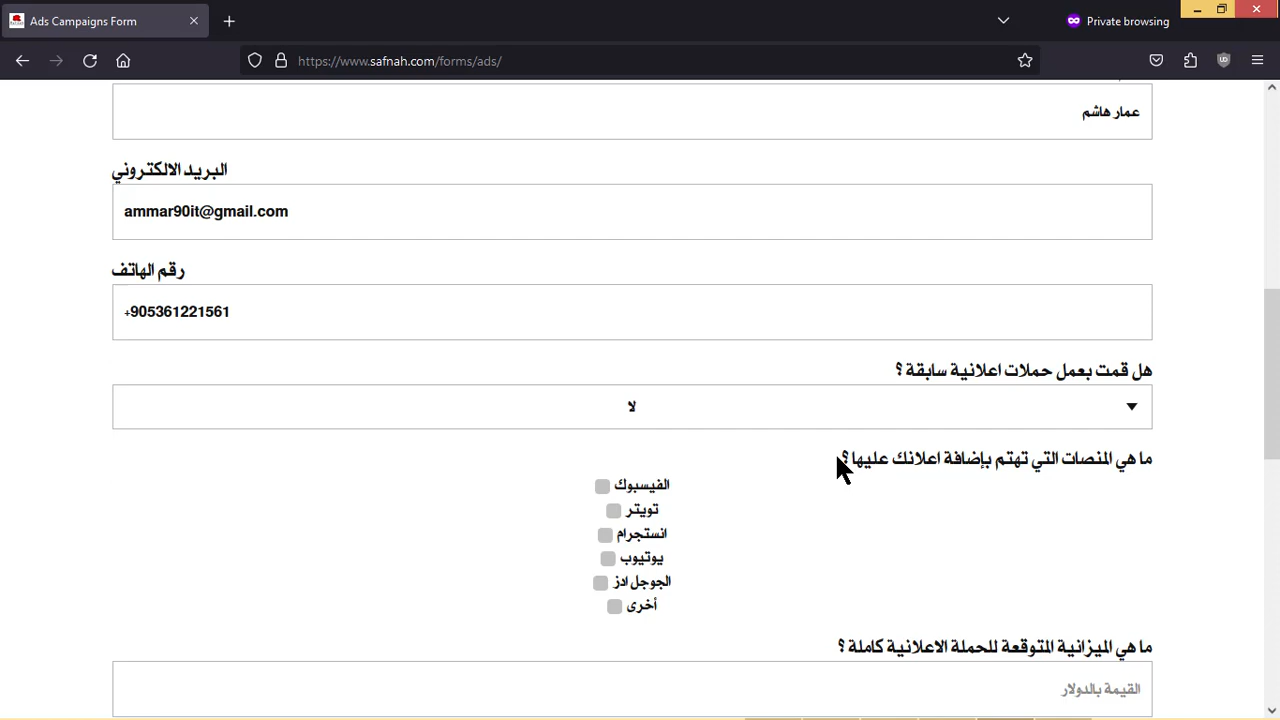 Ads Campaigns Form
Private browsing
https://www.safnah.com/forms/ads/
عمار هاشم
البريد الالكتروني
ammar90it@gmail.com
رقم الهاتف
+905361221561
هل قمت بعمل حملات اعلانية سابقة ؟
لا
ما هي المنصات التي تهتم بإضافة اعلانك عليها؟
الفيسبوك
تويتر
انستجرام
يوتيوب
الجوجل ادز
أخرى
ما هي الميزانية المتوقعة للحملة الاعلانية كاملة ؟
القيمة بالدولار